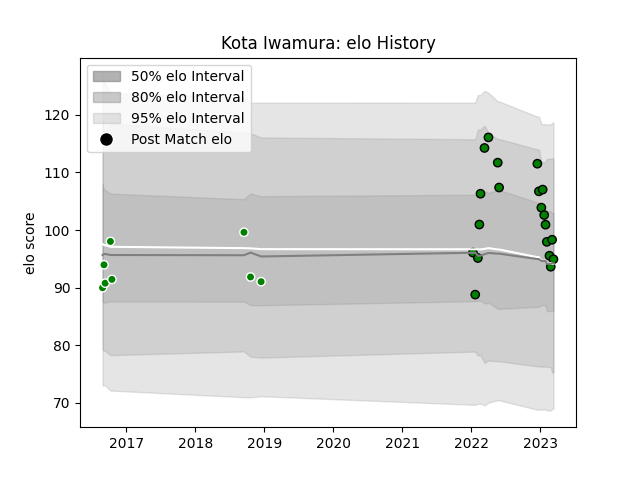 Kota Iwamura: elo History
50% elo Interval
80% elo Interval
95% elo Interval
Post Match elo
elo score
120
110
100
90
80
70
2017 2018 2019 2020 2021 2022 2023